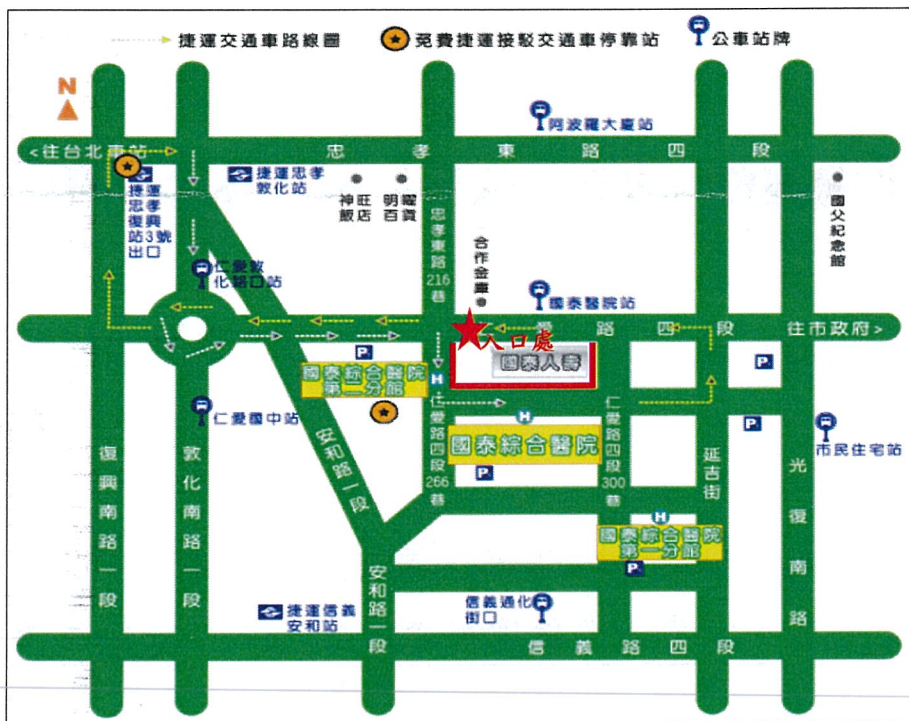 捷運交通車路線圖
免費捷運接駁交通車停靠站
公車站牌
N
阿波羅大廈站
<往台北車站
忠孝東路四段
捷運忠孝
敦化站
捷運
忠孝
復興
站3號
出口
神旺
飯店
明曜
百貨
忠孝東路216巷
國父紀念館
合作金庫
仁愛敦
化路口站
國泰醫院站
愛路四段
往市政府>
入口處
國泰人壽
P
國泰綜合醫院
第二分館
H
P
仁愛國中站
仁愛路四段266巷
H
國泰綜合醫院
P
仁愛路四段300巷
P
市民住宅站
延吉街
光復南路
復興南路一段
敦化南路一段
安和路一段
H
國泰綜合醫院
第一分館
P
安和路一段
捷運信義
安和站
信義通化
街口
信義路四段